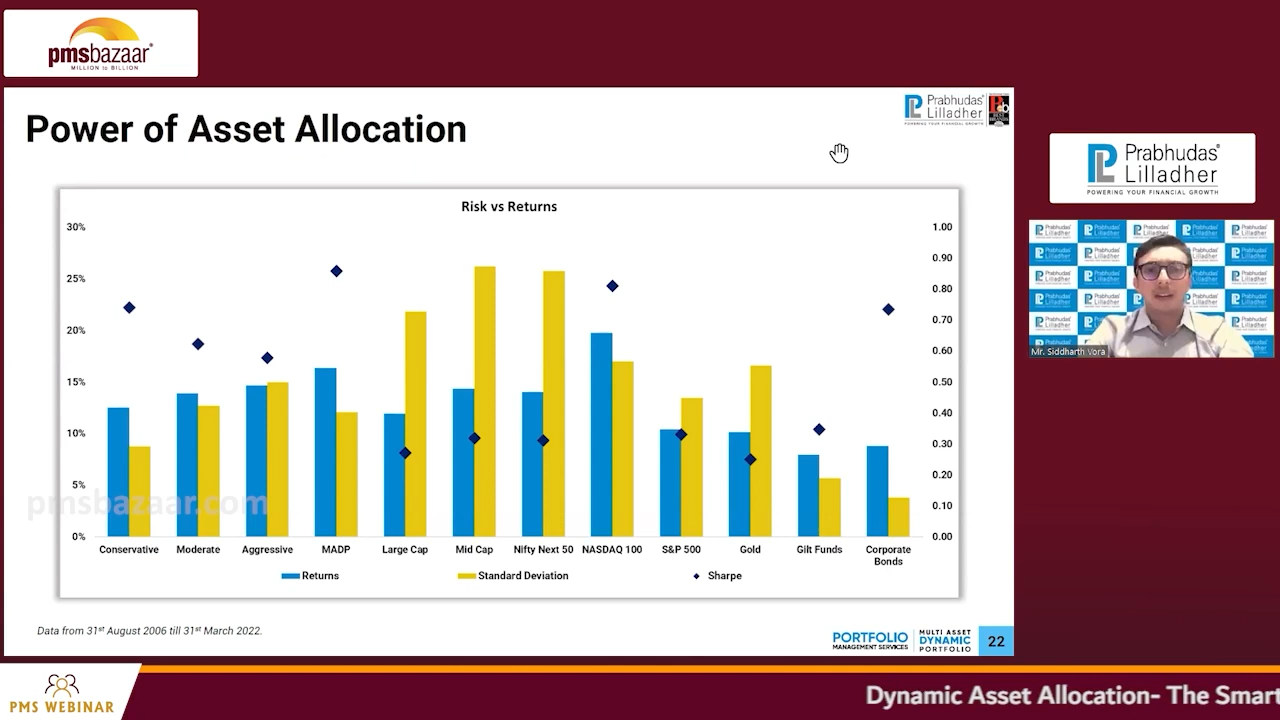 pmsbazaar®
MILLION to BILLION
Power of Asset Allocation
Prabhudas®
Lilladher
POWERING YOUR FINANCIAL GROWTH
Risk vs Returns
30%
25%
20%
15%
10%
5%
0%
1.00
0.90
0.80
0.70
0.60
0.50
0.40
0.30
0.20
0.10
0.00
pmsbazaar.com
Conservative Moderate Aggressive MADP Large Cap Mid Cap Nifty Next 50 NASDAQ 100 S&P 500 Gold Gilt Funds Corporate
Bonds
Returns Standard Deviation Sharpe
Data from 31st August 2006 till 31st March 2022.
PORTFOLIO
MANAGEMENT SERVICES
MULTI ASSET
DYNAMIC
PORTFOLIO
22
Prabhudas®
Lilladher
POWERING YOUR FINANCIAL GROWTH
Mr. Siddharth Vora
PMS WEBINAR
Dynamic Asset Allocation- The Smart